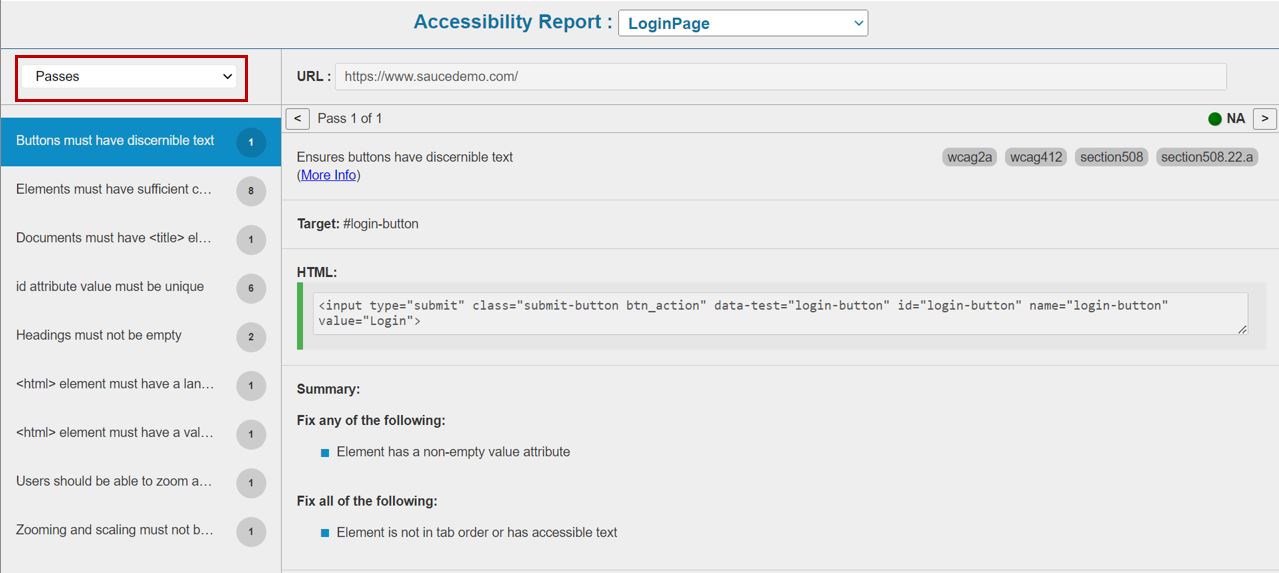 Accessibility Report : LoginPage
Passes
URL : https://www.saucedemo.com/
Buttons must have discernible text 1
Elements must have sufficient c… 8
Documents must have <title> el… 1
id attribute value must be unique 6
Headings must not be empty 2
<html> element must have a lan… 1
<html> element must have a val… 1
Users should be able to zoom a… 1
Zooming and scaling must not b… 1
< Pass 1 of 1 NA >
Ensures buttons have discernible text wcag2a wcag412 section508 section508.22.a
(More Info)
Target: #login-button
HTML:
<input type="submit" class="submit-button btn_action" data-test="login-button" id="login-button" name="login-button"
value="Login">
Summary:
Fix any of the following:
Element has a non-empty value attribute
Fix all of the following:
Element is not in tab order or has accessible text